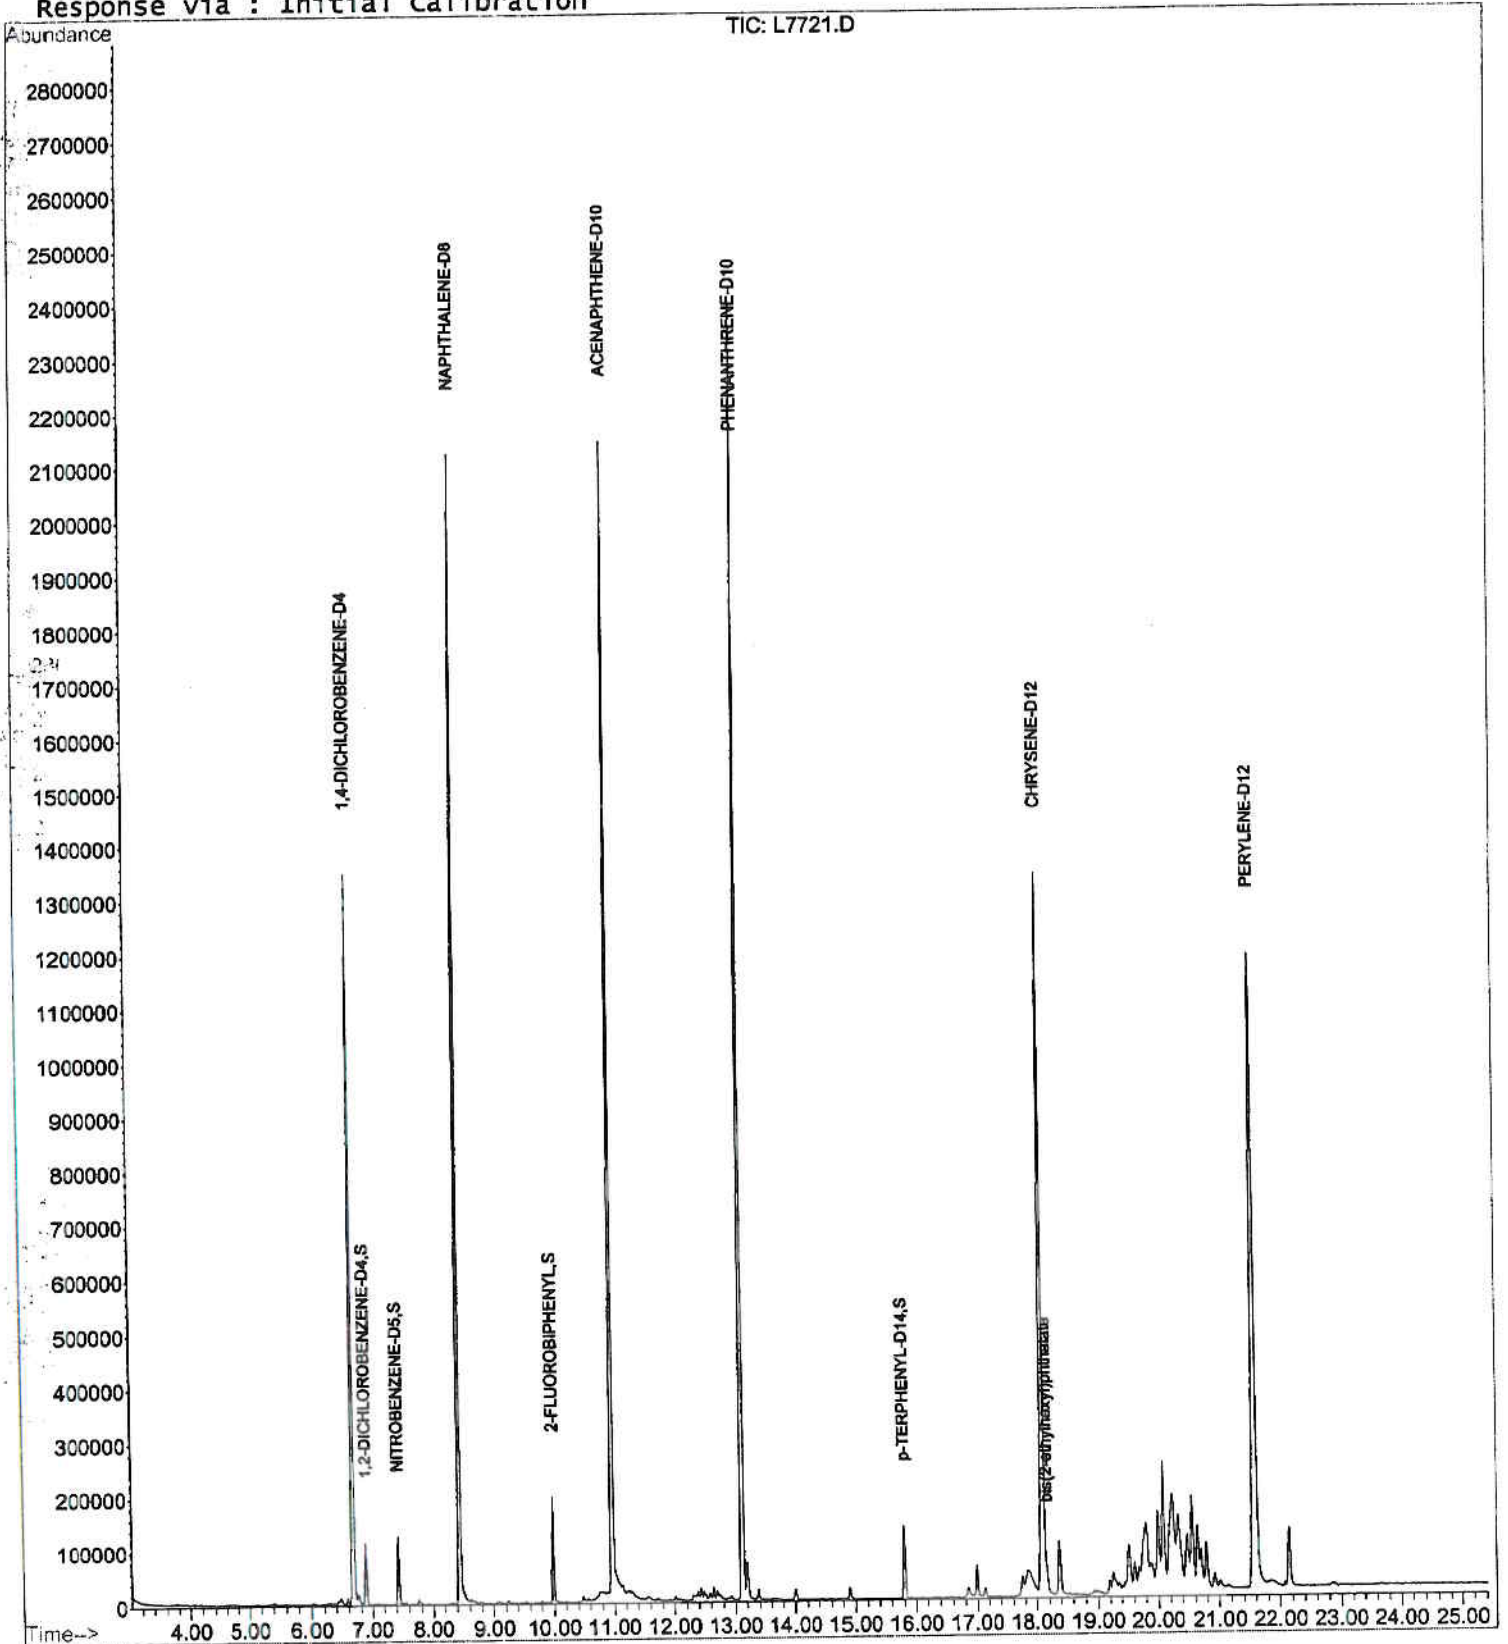 Response via : Initial Calibration
Abundance
TIC: L7721.D
2800000
2700000
2600000
2500000
2400000
2300000
2200000
2100000
2000000
1900000
1800000
1700000
1600000
1500000
1400000
1300000
1200000
1100000
1000000
900000
800000
700000
600000
500000
400000
300000
200000
100000
0
1,4-DICHLOROBENZENE-D4
1,2-DICHLOROBENZENE-D4,S
NITROBENZENE-D5,S
NAPHTHALENE-D8
2-FLUOROBIPHENYL,S
ACENAPHTHENE-D10
PHENANTHRENE-D10
p-TERPHENYL-D14,S
CHRYSENE-D12
PERYLENE-D12
Time-->
4.00 5.00 6.00 7.00 8.00 9.00 10.00 11.00 12.00 13.00 14.00 15.00 16.00 17.00 18.00 19.00 20.00 21.00 22.00 23.00 24.00 25.00